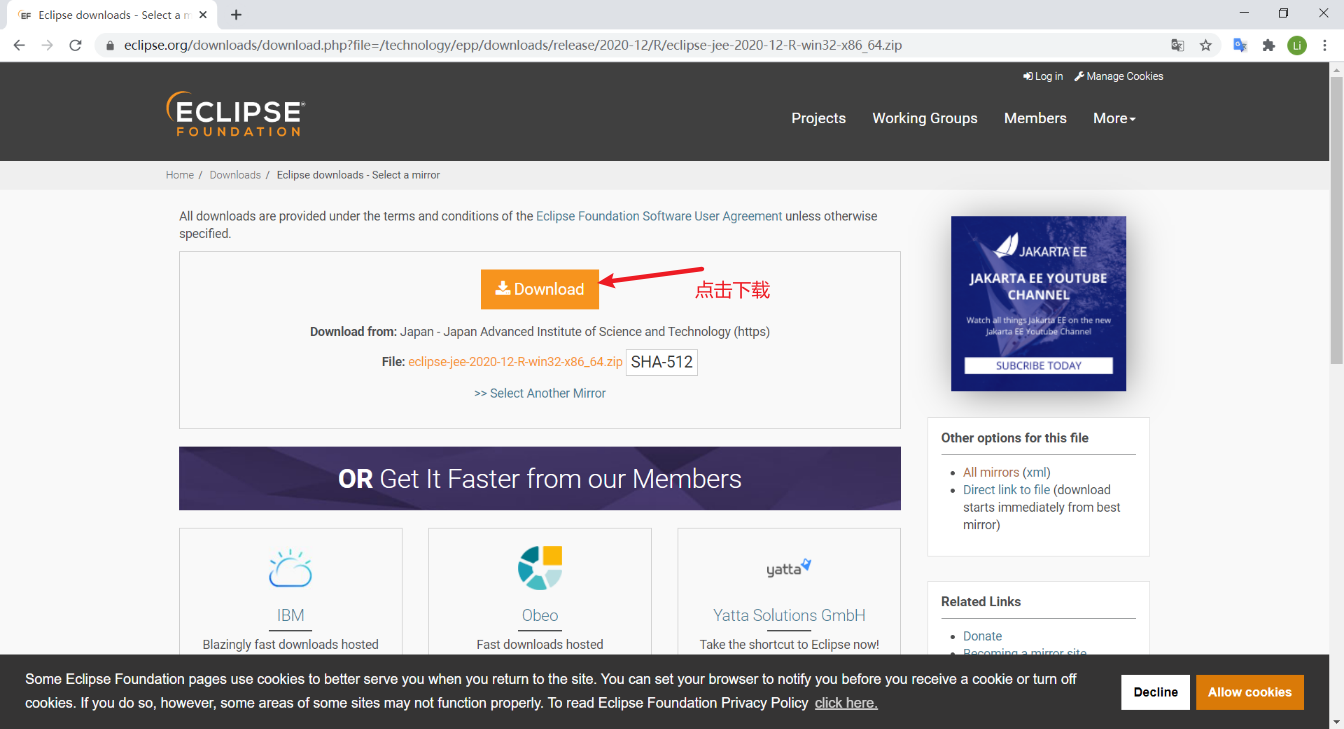 Eclipse downloads - Select a m
eclipse.org/downloads/download.php?file=/technology/epp/downloads/release/2020-12/R/eclipse-jee-2020-12-R-win32-x86_64.zip
Li
Log in Manage Cookies
ECLIPSE
FOUNDATION
Projects Working Groups Members More
Home / Downloads / Eclipse downloads - Select a mirror
All downloads are provided under the terms and conditions of the Eclipse Foundation Software User Agreement unless otherwise
specified.
Download
点击下载
Download from: Japan - Japan Advanced Institute of Science and Technology (https)
File: eclipse-jee-2020-12-R-win32-x86_64.zip SHA-512
>> Select Another Mirror
OR Get It Faster from our Members
IBM
Blazingly fast downloads hosted
Obeo
Fast downloads hosted
yatta
Yatta Solutions GmbH
Take the shortcut to Eclipse now!
JAKARTA EE
JAKARTA EE YOUTUBE
CHANNEL
Watch all things Jakarta EE on the new
Jakarta EE Youtube Channel
SUBCRIBE TODAY
Other options for this file
All mirrors (xml)
Direct link to file (download
starts immediately from best
mirror)
Related Links
Donate
Becoming a mirror site
Some Eclipse Foundation pages use cookies to better serve you when you return to the site. You can set your browser to notify you before you receive a cookie or turn off
cookies. If you do so, however, some areas of some sites may not function properly. To read Eclipse Foundation Privacy Policy click here.
Decline
Allow cookies